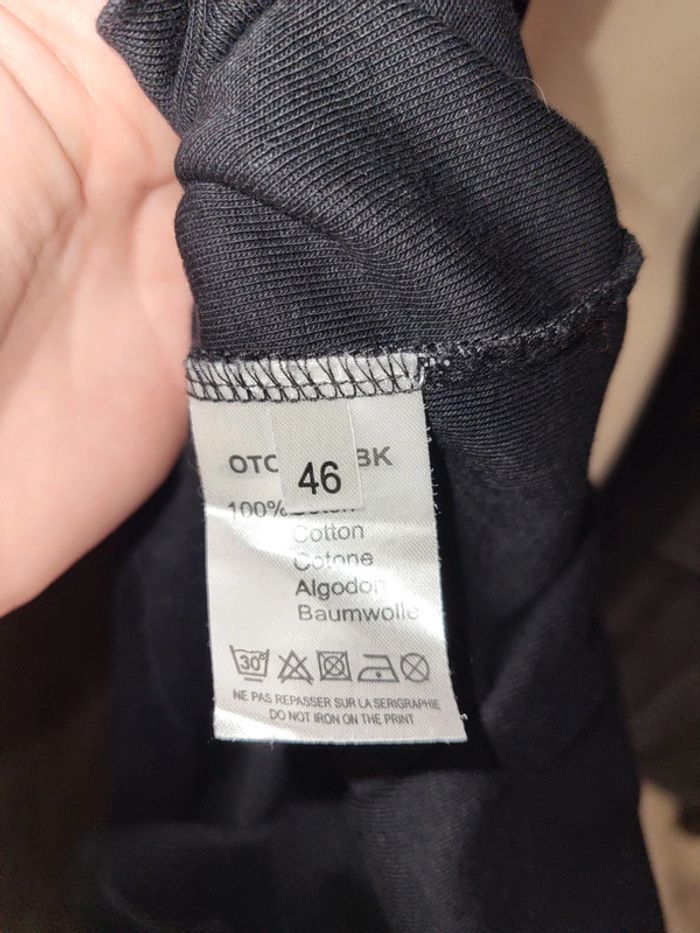 OTC BK
46
100% Coton
Cotton
Cotone
Algodon
Baumwolle
30°
NE PAS REPASSER SUR LA SERIGRAPHIE
DO NOT IRON ON THE PRINT